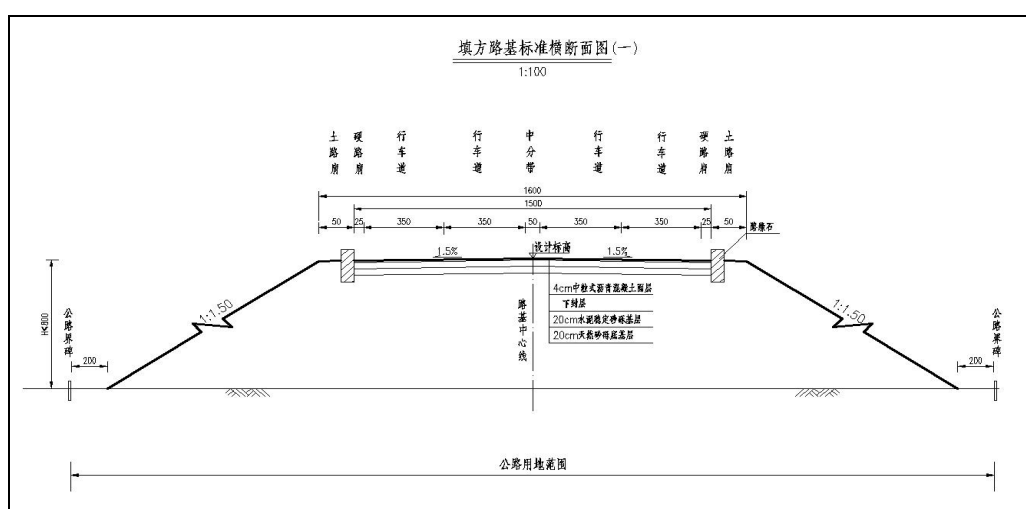 填方路基标准横断面图(一)
1:100
土路肩 硬路肩 行车道 行车道 中分带 行车道 行车道 硬路肩 土路肩
1600
1500
50 25 350 350 50 350 350 25 50
路缘石
1.5% 设计标高 1.5%
4cm中粒式沥青混凝土面层
下封层
20cm水泥稳定砂砾基层
20cm天然砂砾底基层
路基中心线
1:1.50 1:1.50
H<800
公路界碑 公路界碑
200 200
公路用地范围